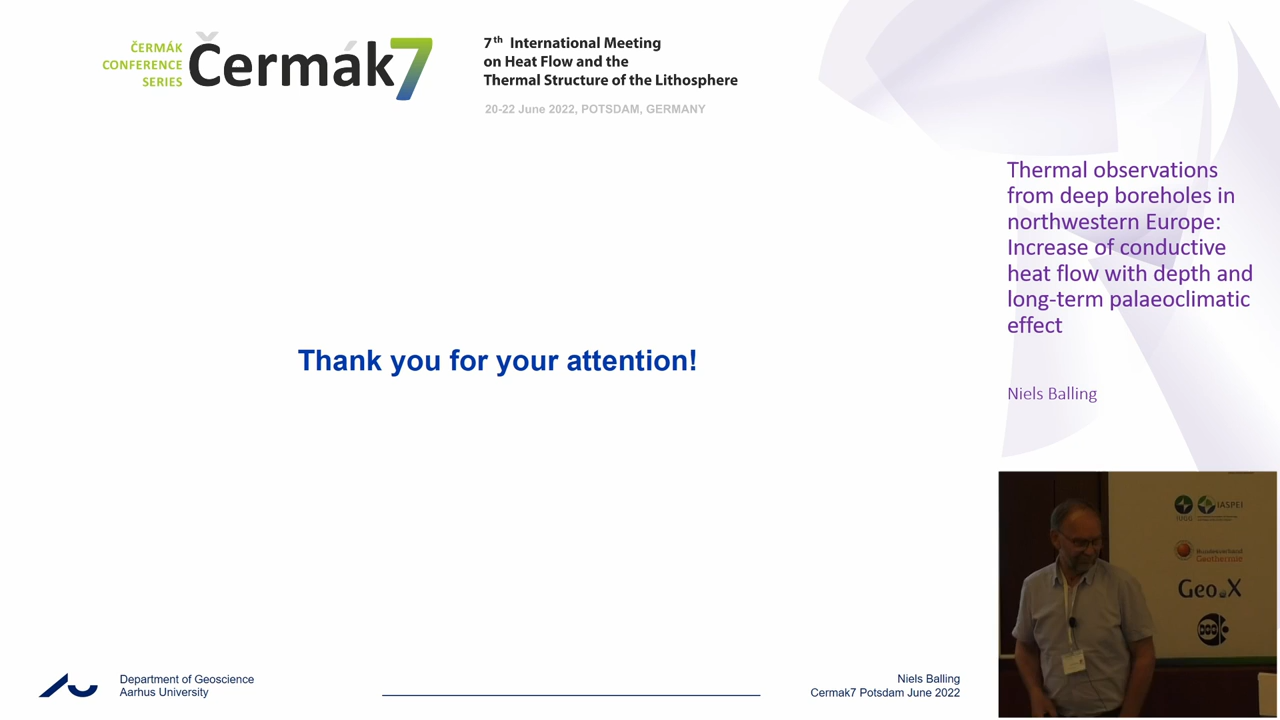 ČERMÁK
CONFERENCE
SERIES
Čermák7
7th International Meeting
on Heat Flow and the
Thermal Structure of the Lithosphere
20-22 June 2022, POTSDAM, GERMANY
Thermal observations
from deep boreholes in
northwestern Europe:
Increase of conductive
heat flow with depth and
long-term palaeoclimatic
effect
Niels Balling
Thank you for your attention!
IUGG
IASPEI
Bundesverband
Geothermie
Geo.X
Department of Geoscience
Aarhus University
Niels Balling
Cermak7 Potsdam June 2022